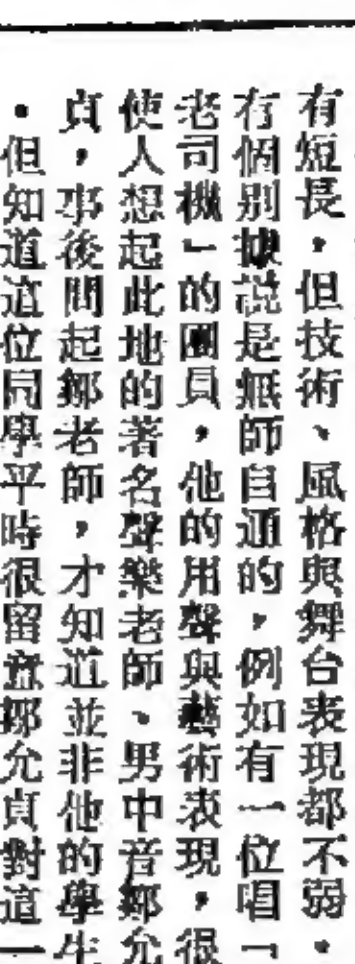 有短長，但技術、風格與舞台表現都不弱。
有個別據說是無師自通的，例如有一位唱「
老司機」的團員，他的用聲與藝術表現，很
使人想起此地的著名聲樂老師、男中音鄒允
貞，事後問起鄒老師，才知道並非他的學生
。但知道這位同學平時很留意鄒允貞對這一